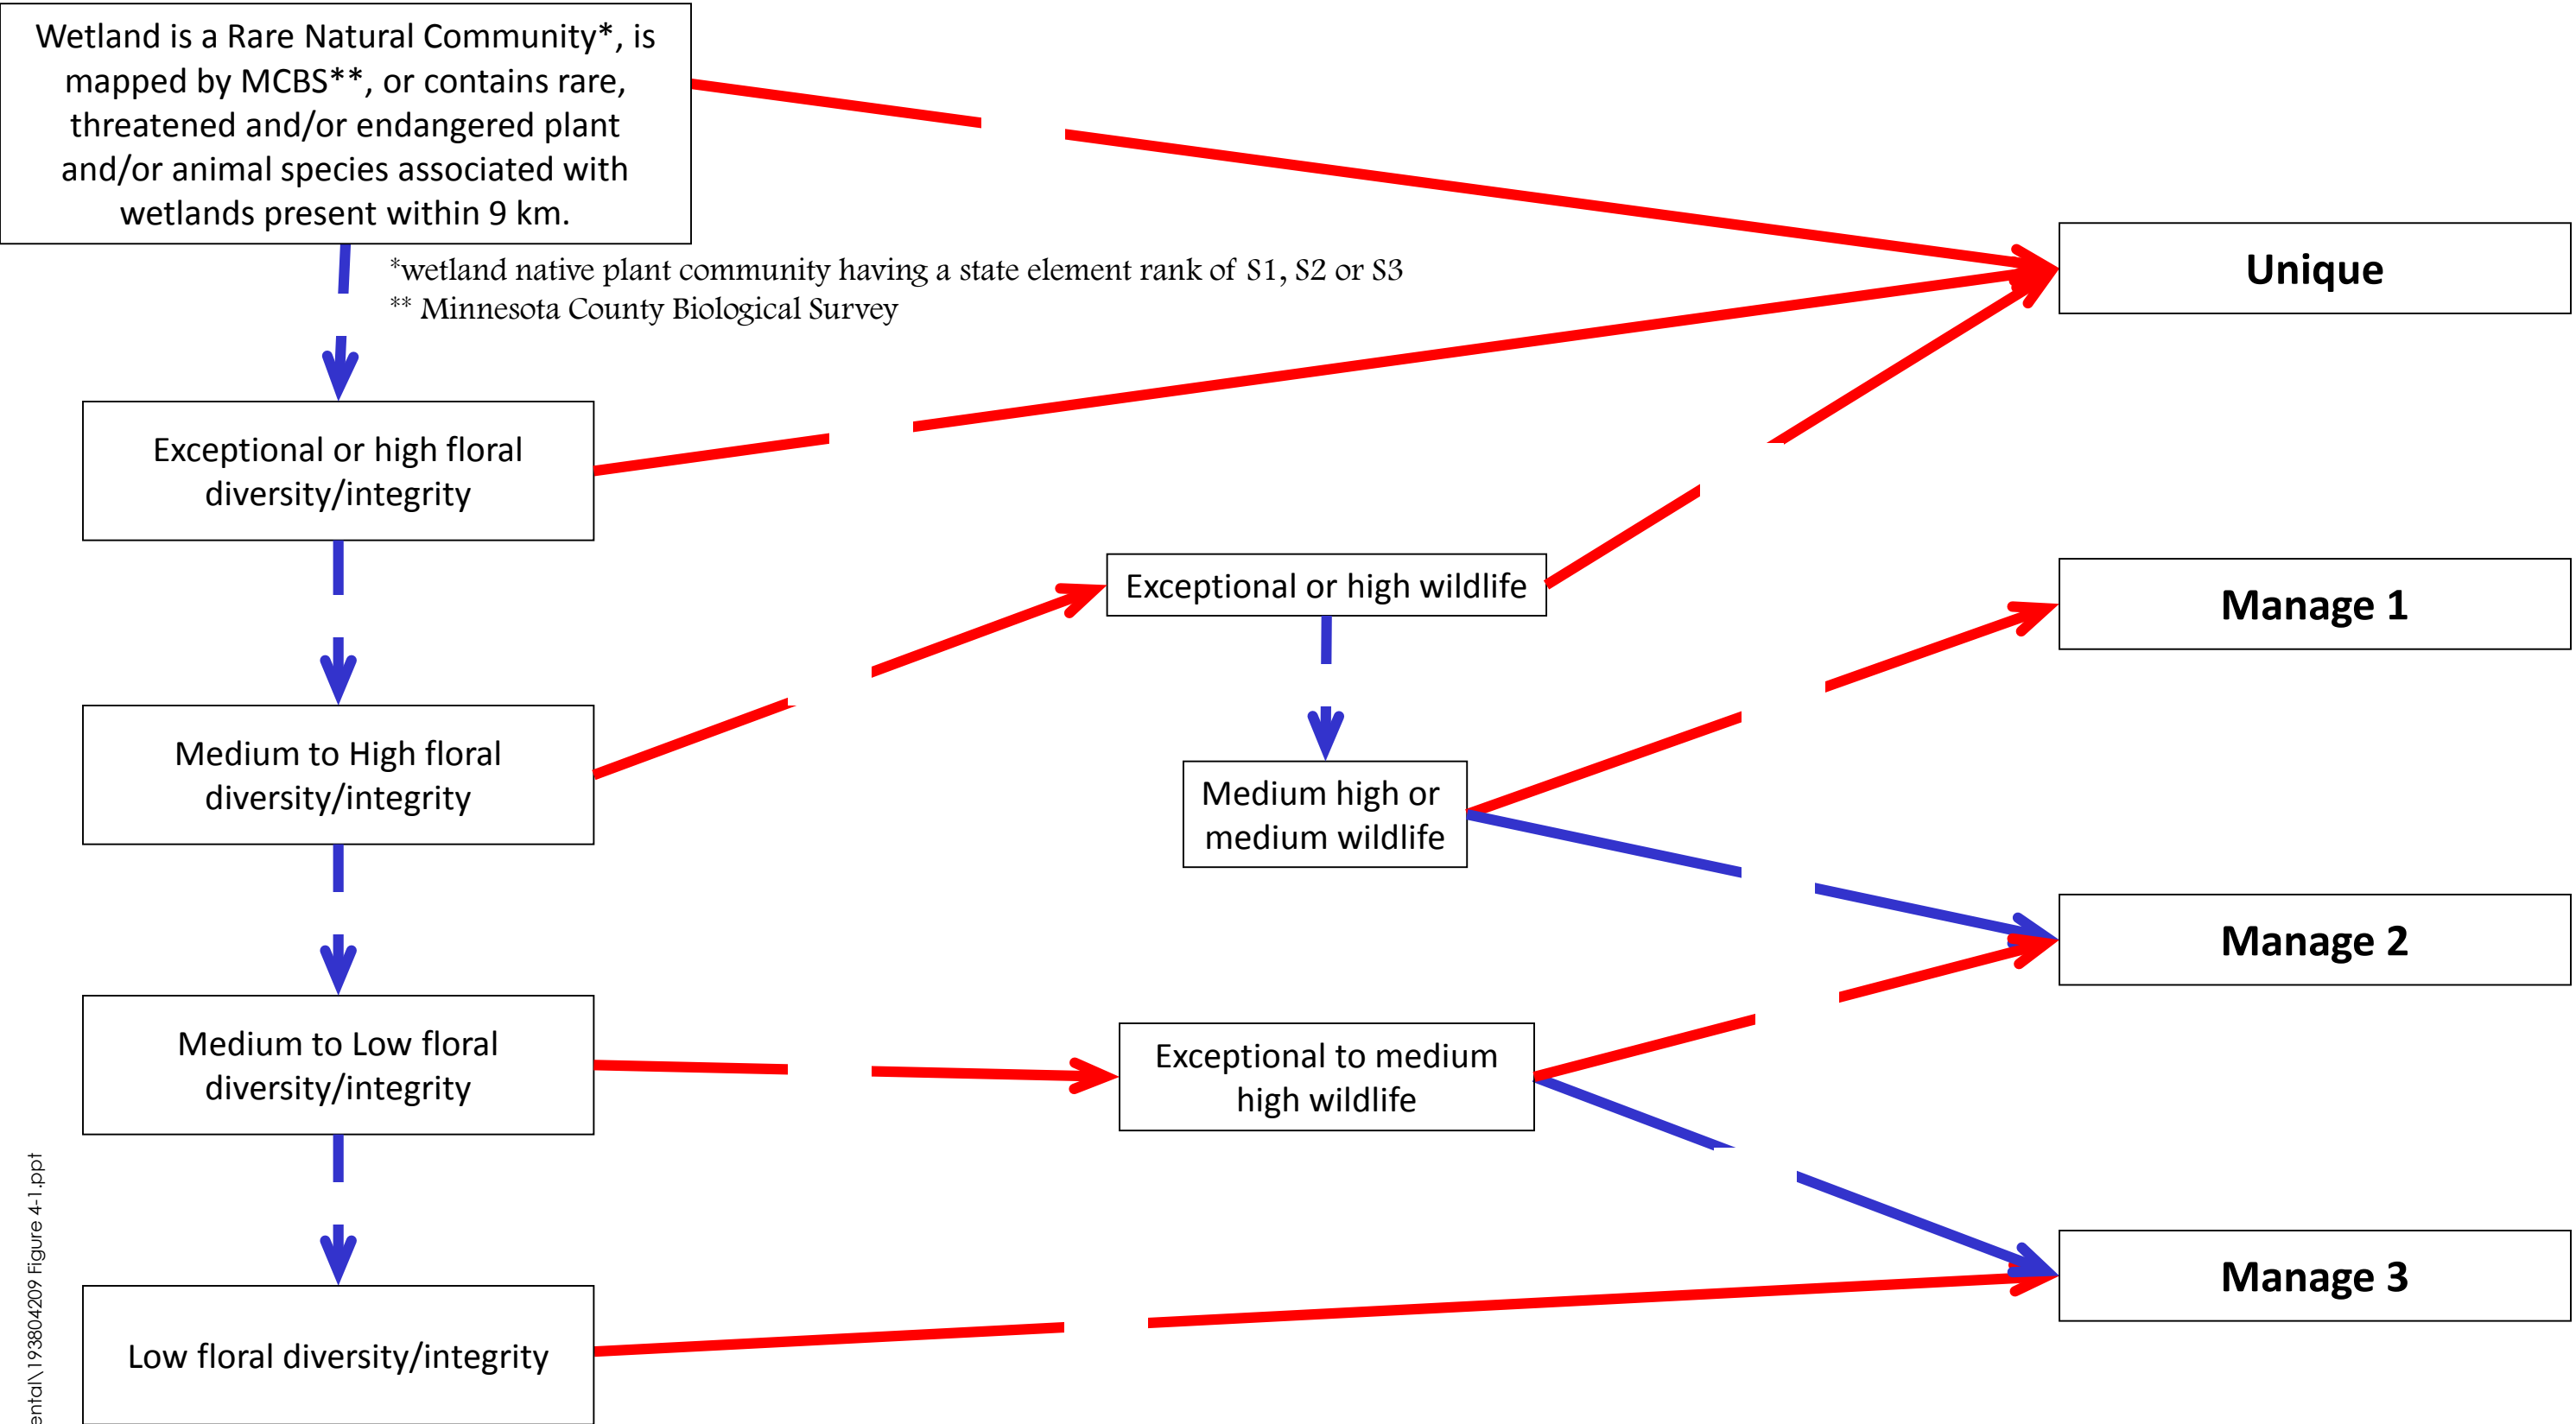 Wetland is a Rare Natural Community*, is
mapped by MCBS**, or contains rare,
threatened and/or endangered plant
and/or animal species associated with
wetlands present within 9 km.
*wetland native plant community having a state element rank of S1, S2 or S3
** Minnesota County Biological Survey
Unique
Exceptional or high floral
diversity/integrity
Exceptional or high wildlife
Manage 1
Medium to High floral
diversity/integrity
Medium high or
medium wildlife
Manage 2
Medium to Low floral
diversity/integrity
Exceptional to medium
high wildlife
Manage 3
Low floral diversity/integrity
ental\193804209 Figure 4-1.ppt